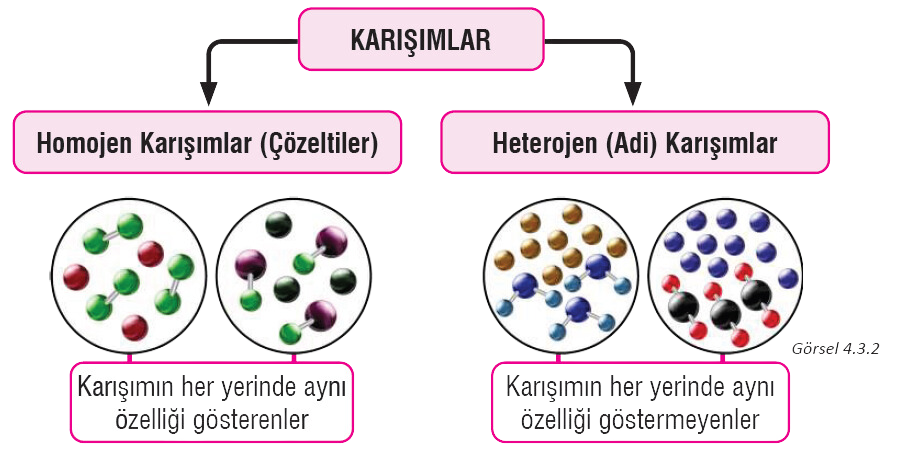 KARIŞIMLAR
Homojen Karışımlar (Çözeltiler)
Heterojen (Adi) Karışımlar
Görsel 4.3.2
Karışımın her yerinde aynı
özelliği gösterenler
Karışımın her yerinde aynı
özelliği göstermeyenler